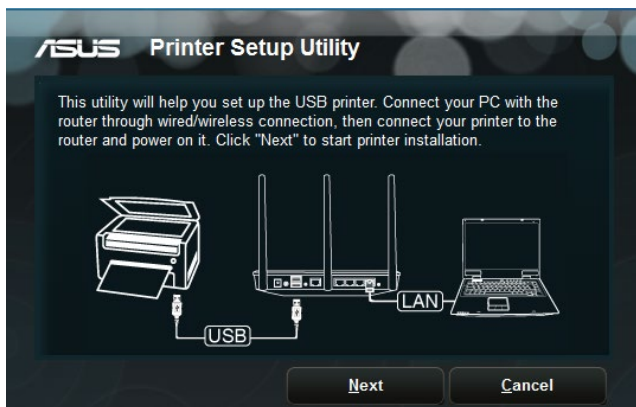 ASUS Printer Setup Utility
This utility will help you set up the USB printer. Connect your PC with the
router through wired/wireless connection, then connect your printer to the
router and power on it. Click "Next" to start printer installation.
LAN
USB
Next Cancel